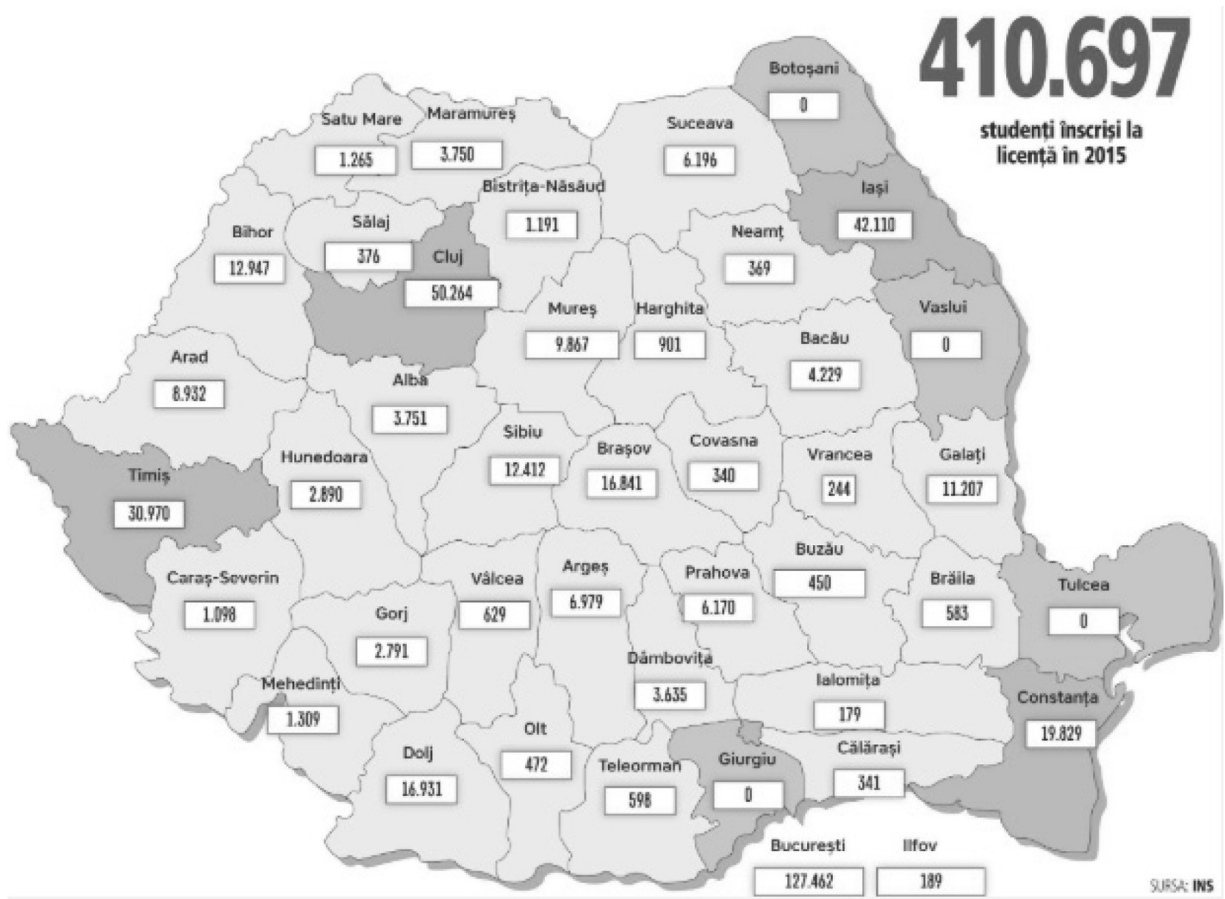 410.697
studenți înscriși la
licență în 2015
Botoșani
0
Satu Mare
1.265
Maramureș
3.750
Suceava
6.196
Iași
42.110
Bistrița-Năsăud
1.191
Sălaj
376
Bihor
12.947
Cluj
50.264
Neamț
369
Mureș
9.867
Harghita
901
Vaslui
0
Bacău
4.229
Arad
8.932
Alba
3.751
Sibiu
12.412
Brașov
16.841
Covasna
340
Vrancea
244
Galați
11.207
Timiș
30.970
Hunedoara
2.890
Caraș-Severin
1.098
Gorj
2.791
Vâlcea
629
Argeș
6.979
Prahova
6.170
Buzău
450
Brăila
583
Tulcea
0
Dâmbovița
3.635
Mehedinți
1.309
Ialomița
179
Constanța
19.829
Dolj
16.931
Olt
472
Teleorman
598
Giurgiu
0
Călărași
341
București
127.462
Ilfov
189
SURSA: INS